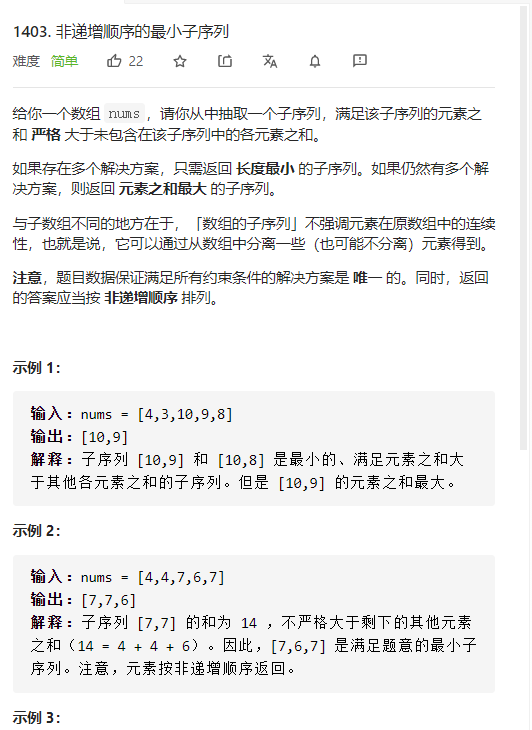 1403. 非递增顺序的最小子序列
难度 简单 22
给你一个数组 nums，请你从中抽取一个子序列，满足该子序列的元素之
和 严格 大于未包含在该子序列中的各元素之和。
如果存在多个解决方案，只需返回 长度最小 的子序列。如果仍然有多个解
决方案，则返回 元素之和最大 的子序列。
与子数组不同的地方在于，「数组的子序列」不强调元素在原数组中的连续
性，也就是说，它可以通过从数组中分离一些（也可能不分离）元素得到。
注意，题目数据保证满足所有约束条件的解决方案是 唯一 的。同时，返回
的答案应当按 非递增顺序 排列。
示例 1：
输入：nums = [4,3,10,9,8]
输出：[10,9]
解释：子序列 [10,9] 和 [10,8] 是最小的、满足元素之和大
于其他各元素之和的子序列。但是 [10,9] 的元素之和最大。
示例 2：
输入：nums = [4,4,7,6,7]
输出：[7,7,6]
解释：子序列 [7,7] 的和为 14 ，不严格大于剩下的其他元素
之和（14 = 4 + 4 + 6）。因此，[7,6,7] 是满足题意的最小子
序列。注意，元素按非递增顺序返回。
示例 3：